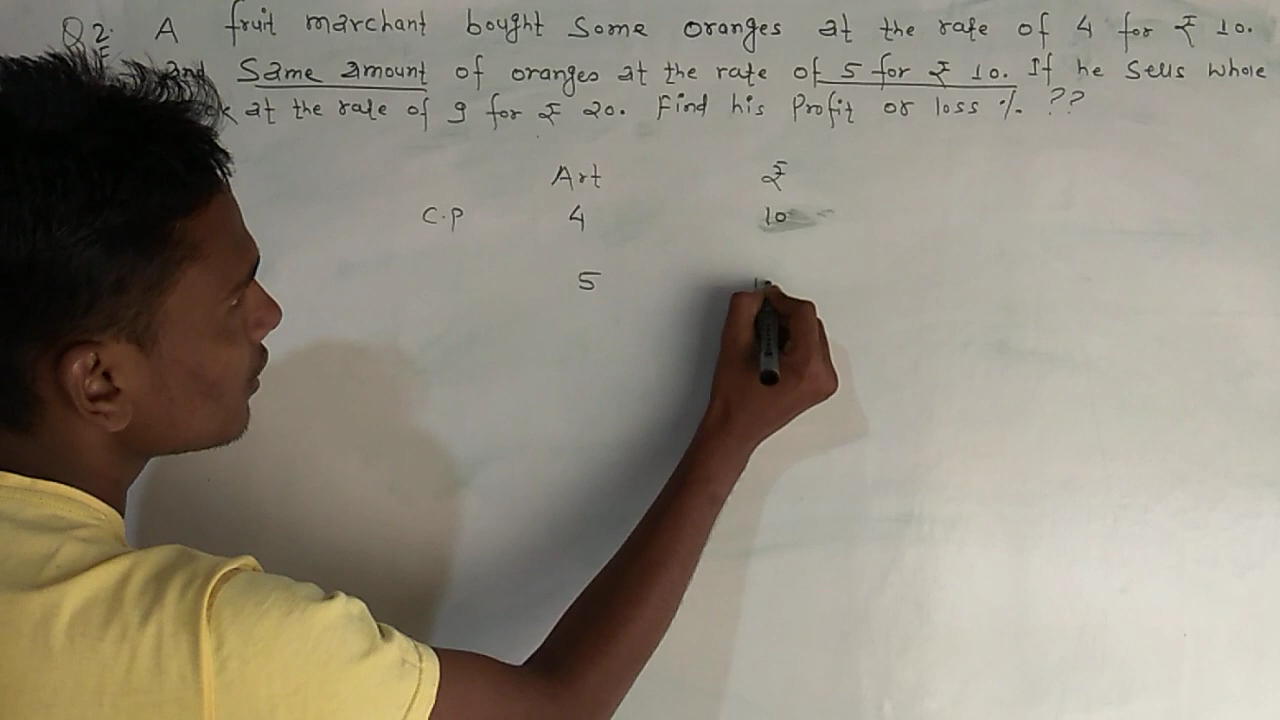 Q2. A fruit marchant bought some oranges at the rate of 4 for ₹ 10.
and same amount of oranges at the rate of 5 for ₹ 10. If he sells whole
at the rate of 9 for ₹ 20. Find his profit or loss %. ??
Art ₹
C.P 4 10
5